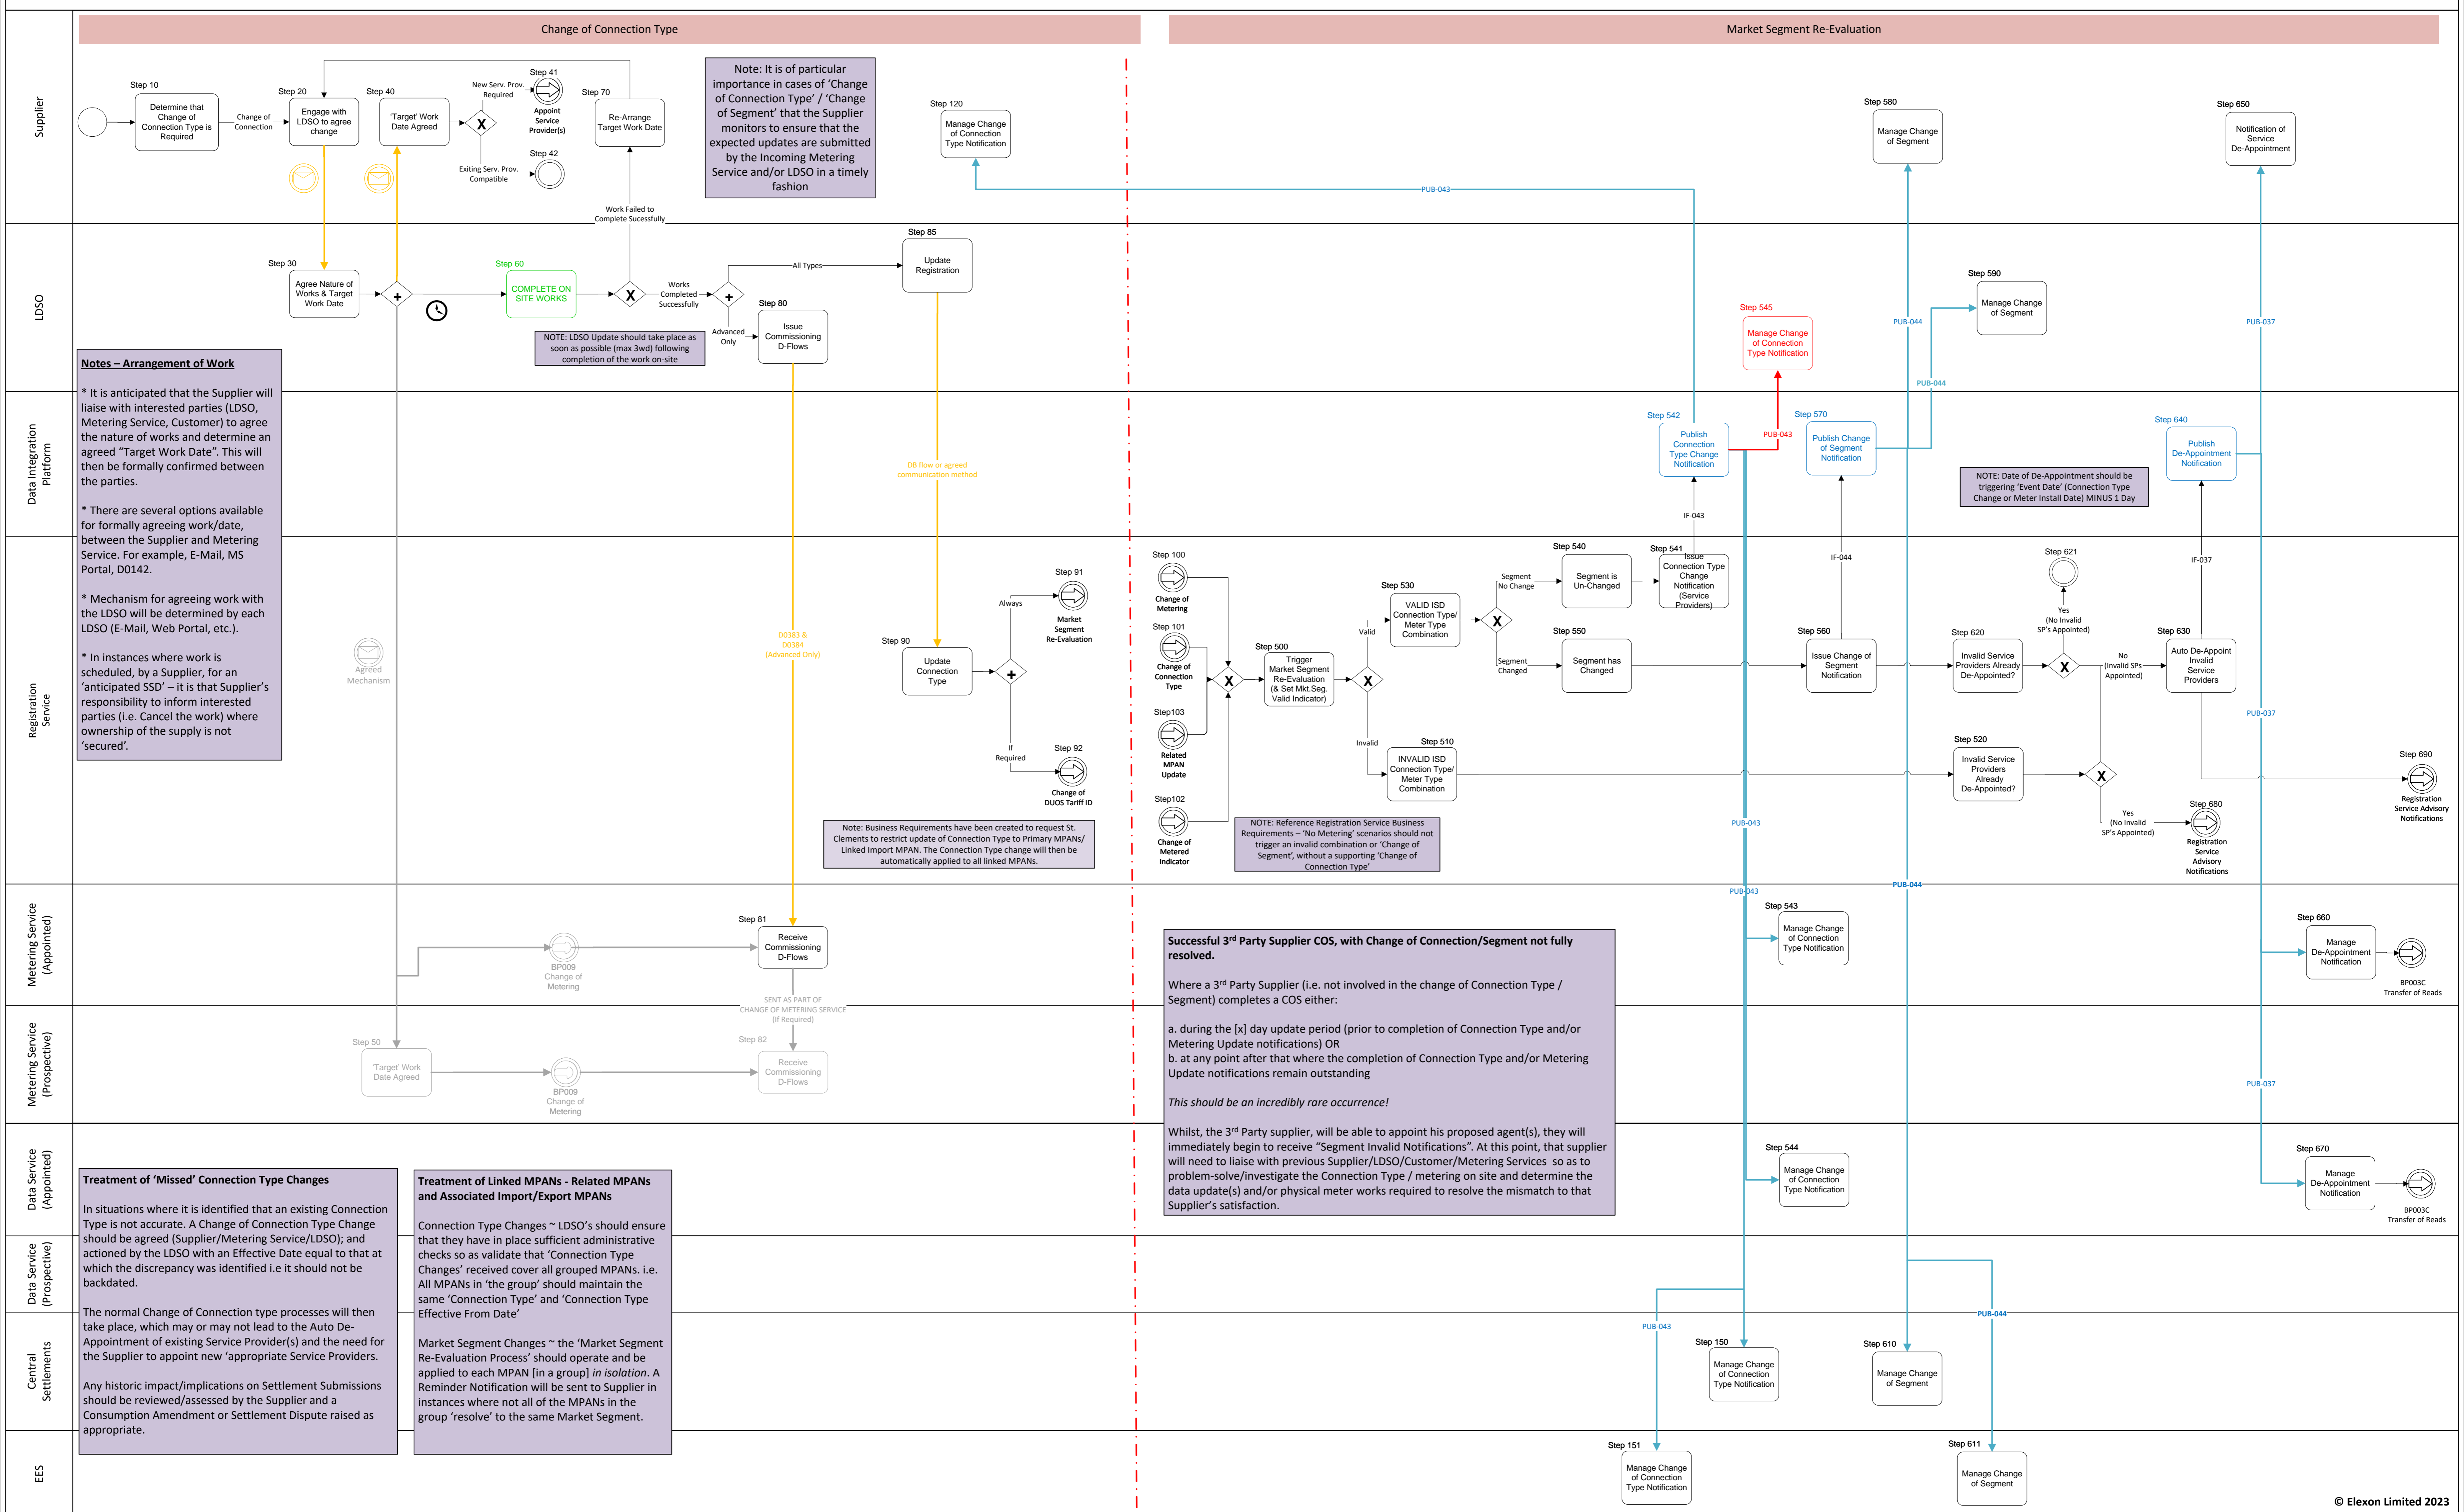 Change of Connection Type
Market Segment Re-Evaluation
Supplier
Step 10
Determine that
Change of
Connection Type is
Required
Change of
Connection
Step 20
Engage with
LDSO to agree
change
Step 40
'Target' Work
Date Agreed
New Serv. Prov.
Required
X
Step 41
Appoint
Service
Provider(s)
Exiting Serv. Prov.
Compatible
Step 42
Step 70
Re-Arrange
Target Work Date
Work Failed to
Complete Sucessfully
Note: It is of particular
importance in cases of ‘Change
of Connection Type’ / ‘Change
of Segment’ that the Supplier
monitors to ensure that the
expected updates are submitted
by the Incoming Metering
Service and/or LDSO in a timely
fashion
Step 120
Manage Change
of Connection
Type Notification
PUB-043
Step 580
Manage Change
of Segment
Step 650
Notification of
Service
De-Appointment
LDSO
Step 30
Agree Nature of
Works & Target
Work Date
+
Step 60
COMPLETE ON
SITE WORKS
X
Works
Completed
Successfully
+
All Types
Advanced
Only
Step 80
Issue
Commissioning
D-Flows
Step 85
Update
Registration
NOTE: LDSO Update should take place as
soon as possible (max 3wd) following
completion of the work on-site
Step 545
Manage Change
of Connection
Type Notification
PUB-044
Step 590
Manage Change
of Segment
PUB-037
Notes – Arrangement of Work
* It is anticipated that the Supplier will
liaise with interested parties (LDSO,
Metering Service, Customer) to agree
the nature of works and determine an
agreed “Target Work Date”. This will
then be formally confirmed between
the parties.
* There are several options available
for formally agreeing work/date,
between the Supplier and Metering
Service. For example, E-Mail, MS
Portal, D0142.
* Mechanism for agreeing work with
the LDSO will be determined by each
LDSO (E-Mail, Web Portal, etc.).
* In instances where work is
scheduled, by a Supplier, for an
‘anticipated SSD’ – it is that Supplier’s
responsibility to inform interested
parties (i.e. Cancel the work) where
ownership of the supply is not
‘secured’.
Data Integration
Platform
D6 flow or agreed
communication method
PUB-044
Step 542
Publish
Connection
Type Change
Notification
PUB-043
Step 570
Publish Change
of Segment
Notification
Step 640
Publish
De-Appointment
Notification
NOTE: Date of De-Appointment should be
triggering ‘Event Date’ (Connection Type
Change or Meter Install Date) MINUS 1 Day
IF-043
Registration
Service
Agreed
Mechanism
D0383 &
D0384
(Advanced Only)
Step 90
Update
Connection
Type
+
Always
Step 91
Market
Segment
Re-Evaluation
If
Required
Step 92
Change of
DUOS Tariff ID
Note: Business Requirements have been created to request St.
Clements to restrict update of Connection Type to Primary MPANs/
Linked Import MPAN. The Connection Type change will then be
automatically applied to all linked MPANs.
Step 100
Change of
Metering
Step 101
Change of
Connection
Type
Step103
Related
MPAN
Update
Step102
Change of
Metered
Indicator
X
Step 500
Trigger
Market Segment
Re-Evaluation
(& Set Mkt.Seg.
Valid Indicator)
X
Valid
Invalid
Step 530
VALID ISD
Connection Type/
Meter Type
Combination
X
Segment
No Change
Segment
Changed
Step 540
Segment is
Un-Changed
Step 541
Issue
Connection Type
Change
Notification
(Service
Providers)
Step 550
Segment has
Changed
Step 510
INVALID ISD
Connection Type/
Meter Type
Combination
NOTE: Reference Registration Service Business
Requirements – ‘No Metering’ scenarios should not
trigger an invalid combination or ‘Change of
Segment’, without a supporting ‘Change of
Connection Type’
IF-044
Step 560
Issue Change of
Segment
Notification
Step 620
Invalid Service
Providers Already
De-Appointed?
X
Step 621
Yes
(No Invalid
SP's Appointed)
No
(Invalid SPs
Appointed)
IF-037
Step 630
Auto De-Appoint
Invalid
Service
Providers
Step 520
Invalid Service
Providers
Already
De-Appointed?
X
Yes
(No Invalid
SP's Appointed)
Step 680
Registration
Service
Advisory
Notifications
Step 690
Registration
Service Advisory
Notifications
PUB-037
PUB-043
PUB-044
Metering Service
(Appointed)
BP009
Change of
Metering
Step 81
Receive
Commissioning
D-Flows
SENT AS PART OF
CHANGE OF METERING SERVICE
(If Required)
PUB-043
Step 543
Manage Change
of Connection
Type Notification
Step 660
Manage
De-Appointment
Notification
BP003C
Transfer of Reads
Successful 3rd Party Supplier COS, with Change of Connection/Segment not fully
resolved.
Where a 3rd Party Supplier (i.e. not involved in the change of Connection Type /
Segment) completes a COS either:
a. during the [x] day update period (prior to completion of Connection Type and/or
Metering Update notifications) OR
b. at any point after that where the completion of Connection Type and/or Metering
Update notifications remain outstanding
This should be an incredibly rare occurrence!
Whilst, the 3rd Party supplier, will be able to appoint his proposed agent(s), they will
immediately begin to receive “Segment Invalid Notifications”. At this point, that supplier
will need to liaise with previous Supplier/LDSO/Customer/Metering Services  so as to
problem-solve/investigate the Connection Type / metering on site and determine the
data update(s) and/or physical meter works required to resolve the mismatch to that
Supplier’s satisfaction.
Metering Service
(Prospective)
Step 50
'Target' Work
Date Agreed
BP009
Change of
Metering
Step 82
Receive
Commissioning
D-Flows
PUB-037
Data Service
(Appointed)
Step 544
Manage Change
of Connection
Type Notification
Step 670
Manage
De-Appointment
Notification
BP003C
Transfer of Reads
Treatment of ‘Missed’ Connection Type Changes
In situations where it is identified that an existing Connection
Type is not accurate. A Change of Connection Type Change
should be agreed (Supplier/Metering Service/LDSO); and
actioned by the LDSO with an Effective Date equal to that at
which the discrepancy was identified i.e it should not be
backdated.
The normal Change of Connection type processes will then
take place, which may or may not lead to the Auto De-
Appointment of existing Service Provider(s) and the need for
the Supplier to appoint new ‘appropriate Service Providers.
Any historic impact/implications on Settlement Submissions
should be reviewed/assessed by the Supplier and a
Consumption Amendment or Settlement Dispute raised as
appropriate.
Treatment of Linked MPANs - Related MPANs
and Associated Import/Export MPANs
Connection Type Changes ~ LDSO’s should ensure
that they have in place sufficient administrative
checks so as validate that ‘Connection Type
Changes’ received cover all grouped MPANs. i.e.
All MPANs in ‘the group’ should maintain the
same ‘Connection Type’ and ‘Connection Type
Effective From Date’
Market Segment Changes ~ the ‘Market Segment
Re-Evaluation Process’ should operate and be
applied to each MPAN [in a group] in isolation. A
Reminder Notification will be sent to Supplier in
instances where not all of the MPANs in the
group ‘resolve’ to the same Market Segment.
Data Service
(Prospective)
Central
Settlements
PUB-043
PUB-044
Step 150
Manage Change
of Connection
Type Notification
Step 610
Manage Change
of Segment
EES
Step 151
Manage Change
of Connection
Type Notification
Step 611
Manage Change
of Segment
© Elexon Limited 2023